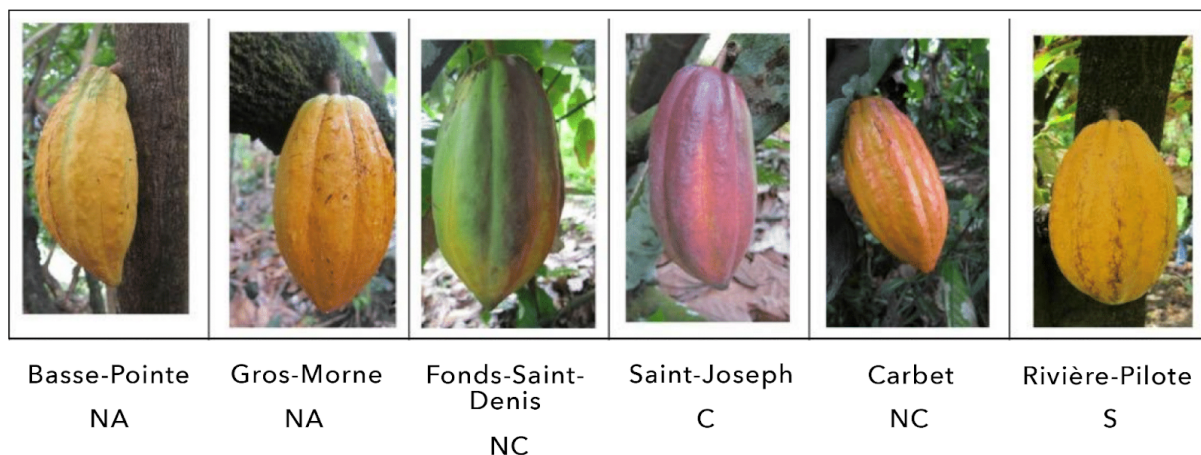 Basse-Pointe
NA
Gros-Morne
NA
Fonds-Saint-
Denis
NC
Saint-Joseph
C
Carbet
NC
Rivière-Pilote
S